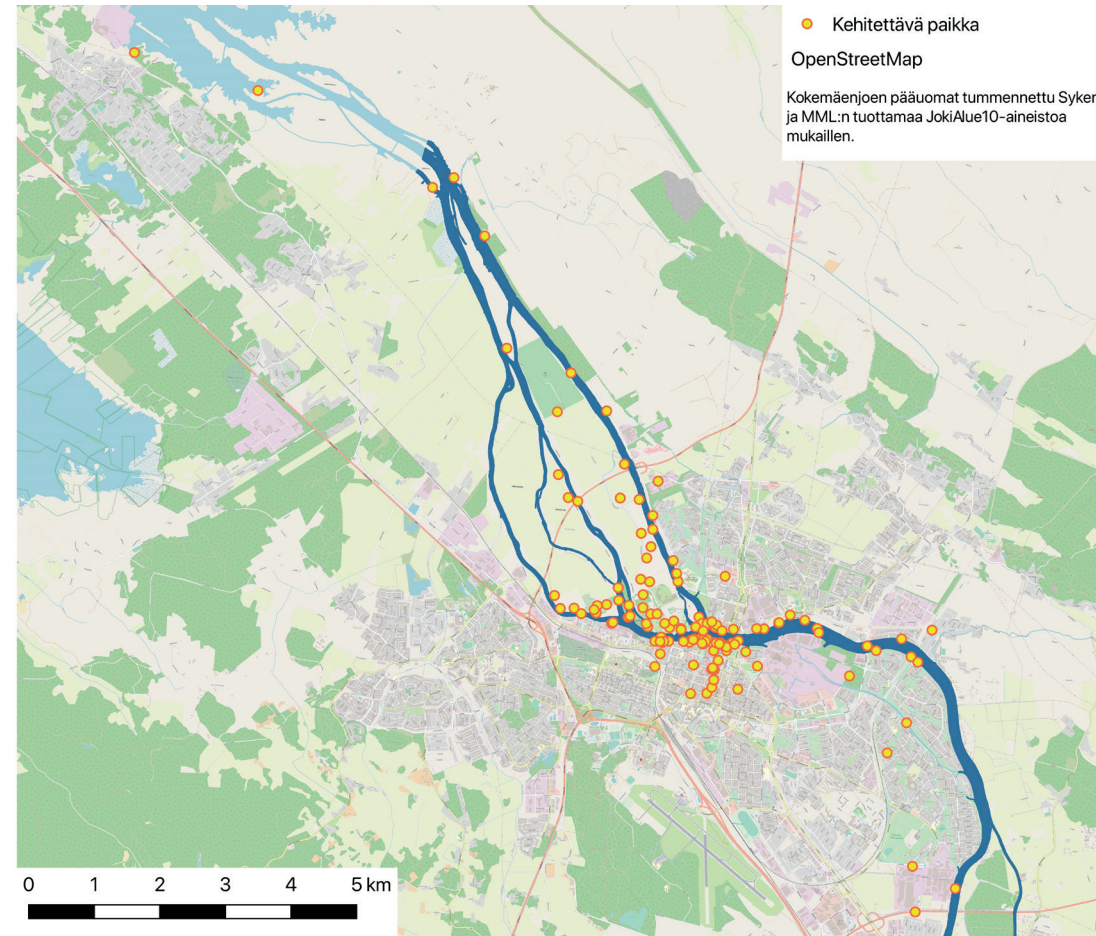 Kehitettävä paikka
OpenStreetMap
Kokemäenjoen pääuomat tummennettu Syken
ja MML:n tuottamaa JokiAlue10-aineistoa
mukaillen.
0 1 2 3 4 5 km